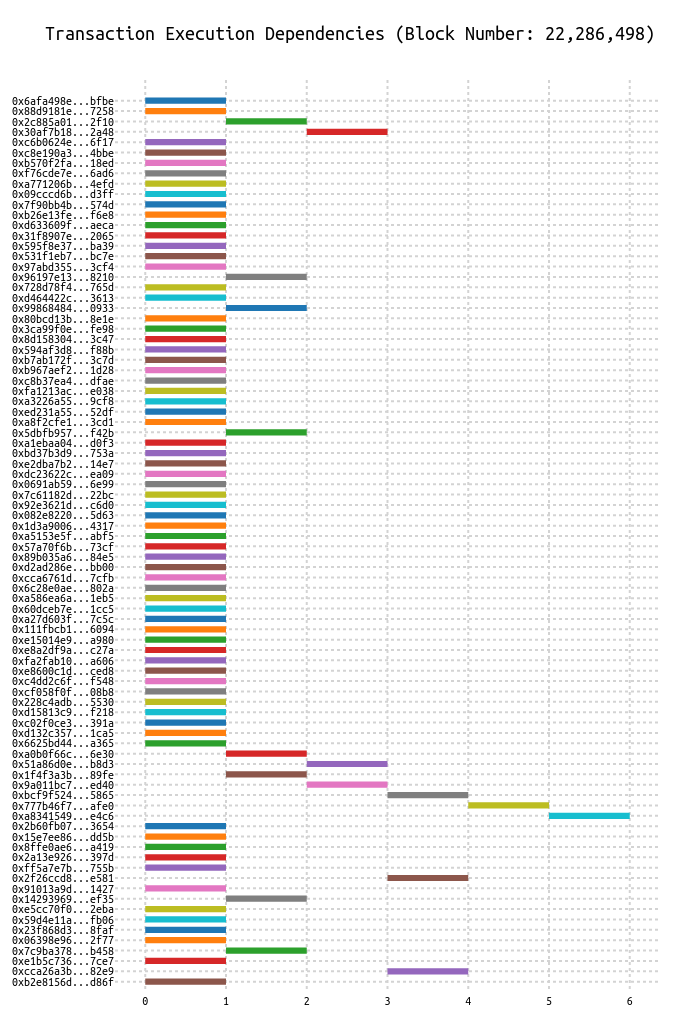 Transaction Execution Dependencies (Block Number: 22,286,498)
0x6afa498e...bfbe
0x88d9181e...7258
0x2c885a01...2f10
0x30af7b18...2a48
0xc6b0624e...6f17
0xc8e190a3...4bbe
0xb570f2fa...18ed
0xf76cde7e...6ad6
0xa771206b...4efd
0x09cccd6b...d3ff
0x7f90bb4b...574d
0xb26e13fe...f6e8
0xd633609f...aeca
0x31f8907e...2065
0x595f8e37...ba39
0x531f1eb7...bc7e
0x97abd355...3cf4
0x96197e13...8210
0x728d78f4...765d
0xd464422c...3613
0x99868484...0933
0x80bcd13b...8e1e
0x3ca99f0e...fe98
0x8d158304...3c47
0x594af3d8...f88b
0xb7ab172f...3c7d
0xb967aef2...1d28
0xc8b37ea4...dfae
0xfa1213ac...e038
0xa3226a55...9cf8
0xed231a55...52df
0xa8f2cfe1...3cd1
0x5dbfb957...f42b
0xa1ebaa04...d0f3
0xbd37b3d9...753a
0xe2dba7b2...14e7
0xdc23622c...ea09
0x0691ab59...6e99
0x7c61182d...22bc
0x92e3621d...c6d0
0x082e8220...5d63
0x1d3a9006...4317
0xa5153e5f...abf5
0x57a70f6b...73cf
0x89b035a6...84e5
0xd2ad286e...bb00
0xcca6761d...7cfb
0x6c28e0ae...802a
0xa586ea6a...1eb5
0x60dceb7e...1cc5
0xa27d603f...7c5c
0x111fbcb1...6094
0xe15014e9...a980
0xe8a2df9a...c27a
0xfa2fab10...a606
0xe8600c1d...ced8
0xc4dd2c6f...f548
0xcf058f0f...08b8
0x228c4adb...5530
0xd15813c9...f218
0xc02f0ce3...391a
0xd132c357...1ca5
0x6625bd44...a365
0xa0b0f66c...6e30
0x51a86d0e...b8d3
0x1f4f3a3b...89fe
0x9a011bc7...ed40
0xbcf9f524...5865
0x777b46f7...afe0
0xa8341549...e4c6
0x2b60fb07...3654
0x15e7ee86...dd5b
0x8ffe0ae6...a419
0x2a13e926...397d
0xff5a7e7b...755b
0x2f26ccd8...e581
0x91013a9d...1427
0x14293969...ef35
0xe5cc70f0...2eba
0x59d4e11a...fb06
0x23f868d3...8faf
0x06398e96...2f77
0x7c9ba378...b458
0xe1b5c736...7ce7
0xcca26a3b...82e9
0xb2e8156d...d86f
0 1 2 3 4 5 6